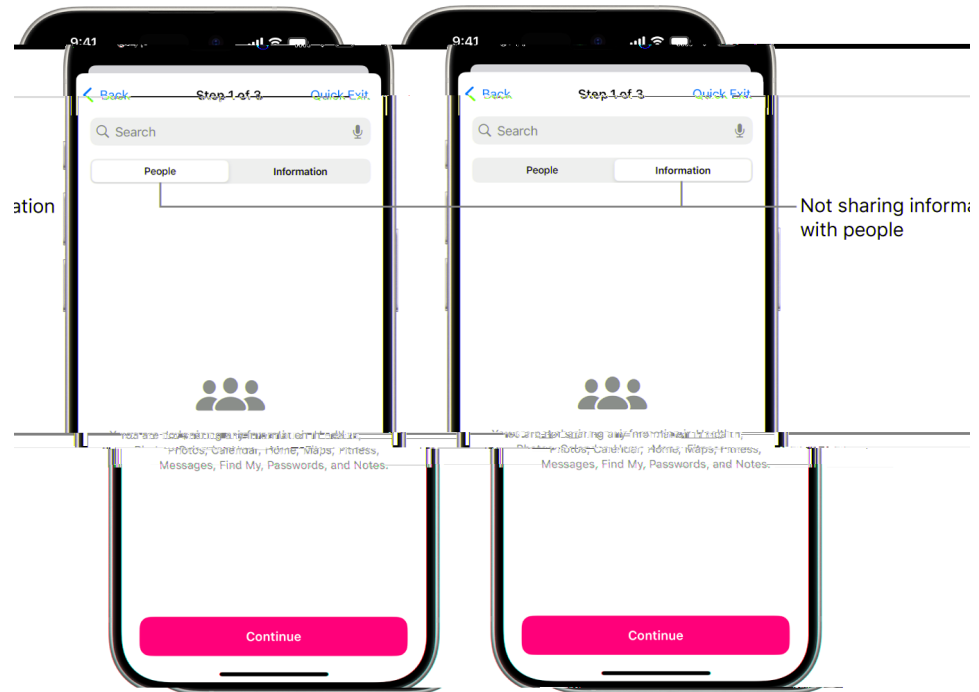 9:41
9:41
Back Step 1 of 3 Quick Exit
Back Step 1 of 3 Quick Exit
Search
Search
People Information
People Information
ation
Not sharing informa
with people
Photos, Calendar, Home, Maps, Fitness,
Messages, Find My, Passwords, and Notes.
Photos, Calendar, Home, Maps, Fitness,
Messages, Find My, Passwords, and Notes.
Continue
Continue